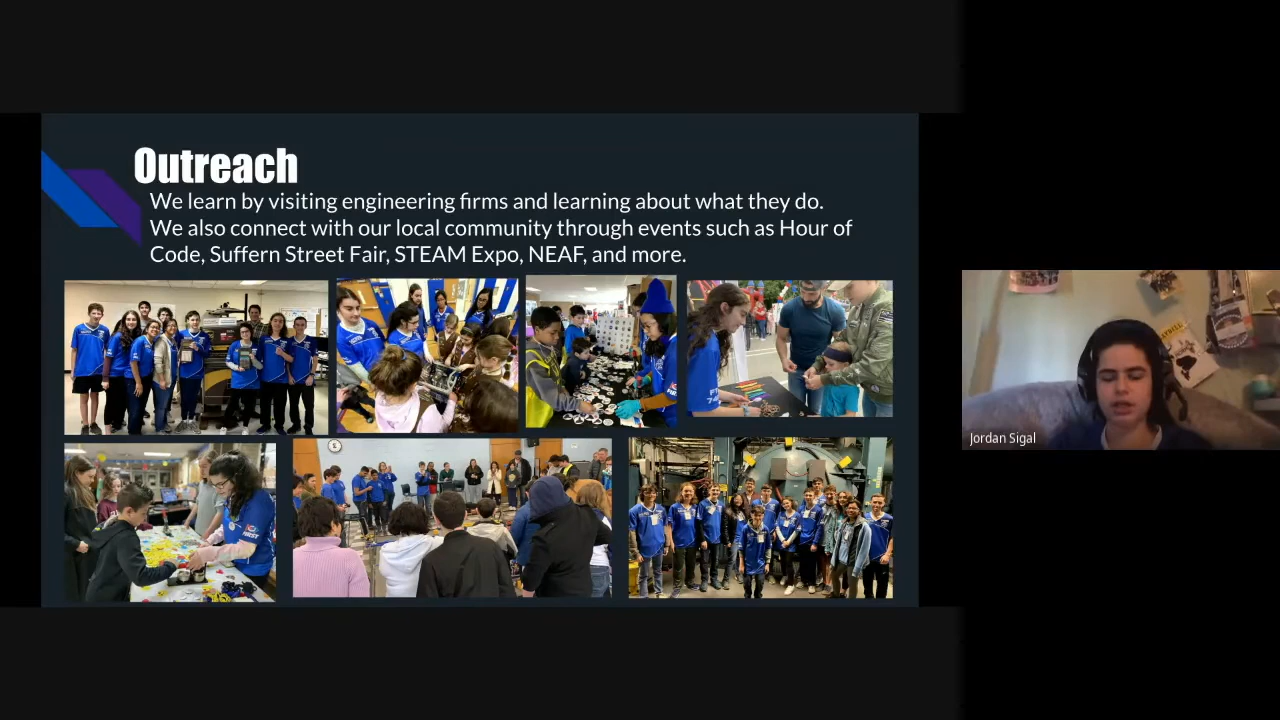 Outreach
We learn by visiting engineering firms and learning about what they do.
We also connect with our local community through events such as Hour of
Code, Suffern Street Fair, STEAM Expo, NEAF, and more.
FIRST
Jordan Sigal